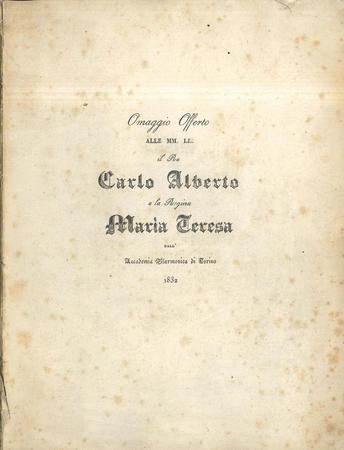 Omaggio Offerto
ALLE MM. LL.
il Re
Carlo Alberto
e la Regina
Maria Teresa
DALL'
Accademia Filarmonica di Torino
1832